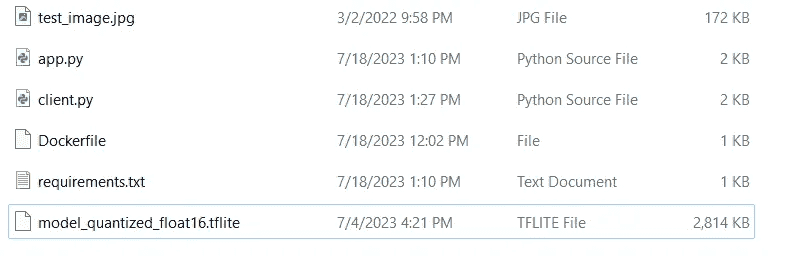 test_image.jpg 3/2/2022 9:58 PM JPG File 172 KB
app.py 7/18/2023 1:10 PM Python Source File 2 KB
client.py 7/18/2023 1:27 PM Python Source File 2 KB
Dockerfile 7/18/2023 12:02 PM File 1 KB
requirements.txt 7/18/2023 1:10 PM Text Document 1 KB
model_quantized_float16.tflite 7/4/2023 4:21 PM TFLITE File 2,814 KB